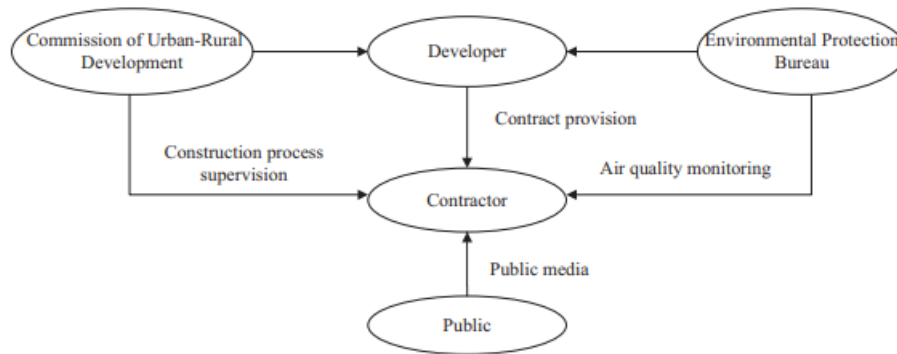 Commission of Urban-Rural
Development
Developer
Environmental Protection
Bureau
Contract provision
Construction process
supervision
Air quality monitoring
Contractor
Public media
Public